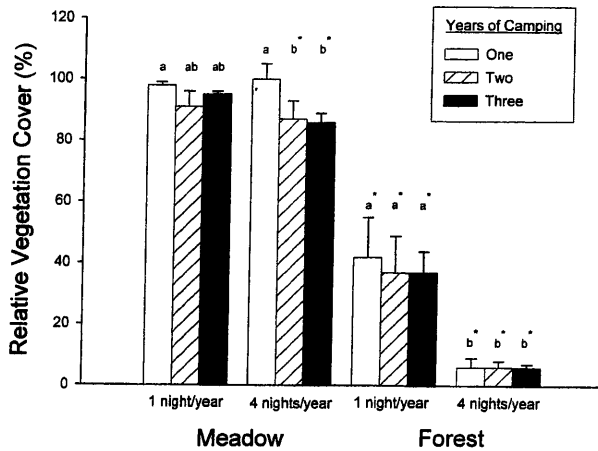 Relative Vegetation Cover (%)
120
100
80
60
40
20
0
Years of Camping
One
Two
Three
a ab ab a b* b*
a* a* a*
b* b* b*
1 night/year 4 nights/year 1 night/year 4 nights/year
Meadow Forest